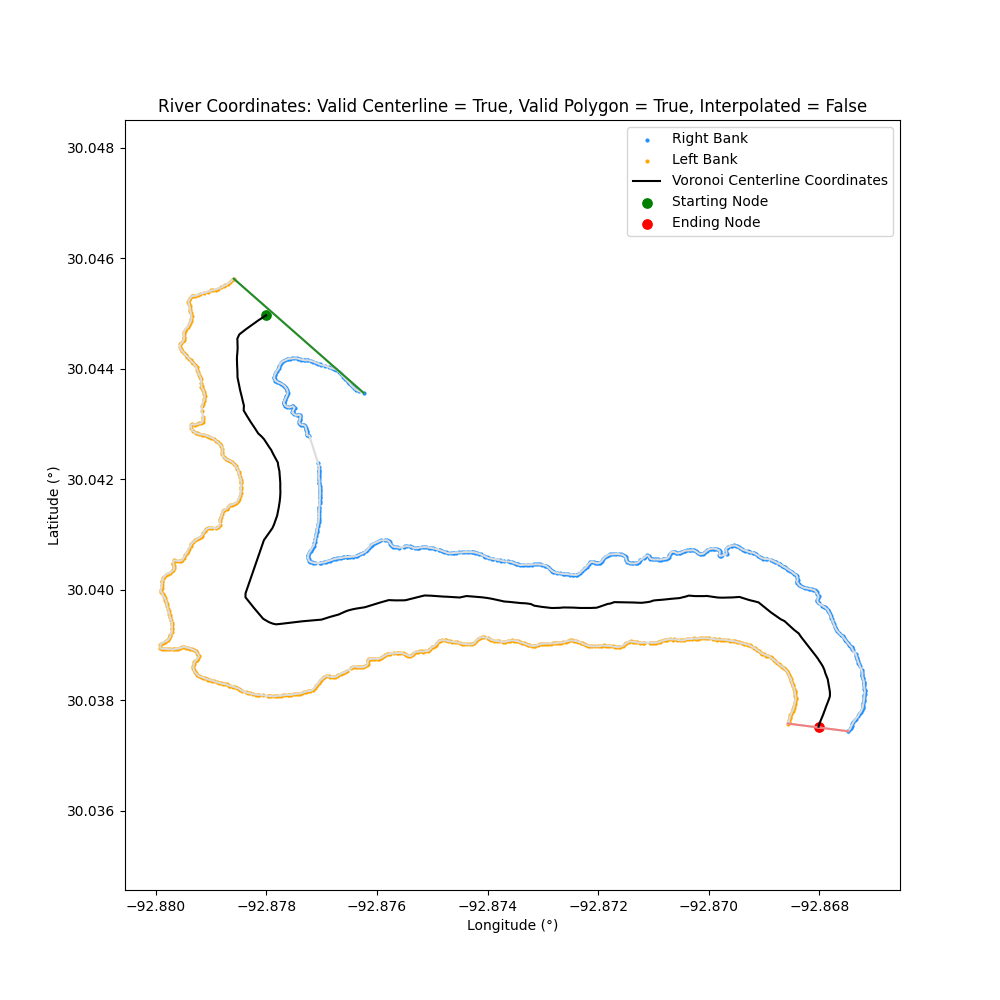 River Coordinates: Valid Centerline = True, Valid Polygon = True, Interpolated = False
Right Bank
Left Bank
Voronoi Centerline Coordinates
Starting Node
Ending Node
30.048
30.046
30.044
30.042
30.040
30.038
30.036
Latitude (°)
−92.880
−92.878
−92.876
−92.874
−92.872
−92.870
−92.868
Longitude (°)